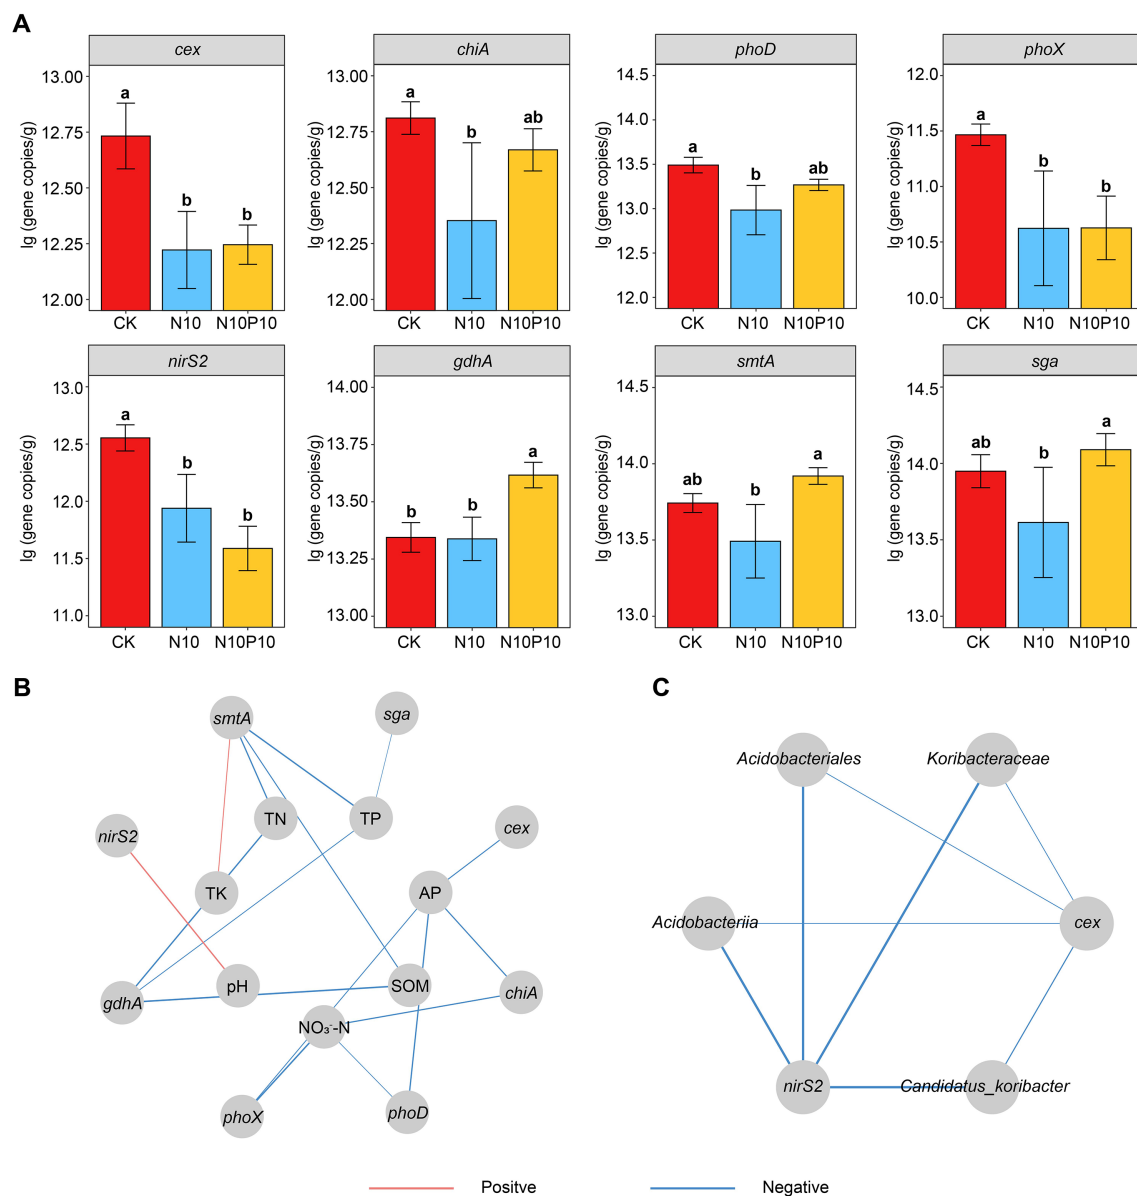 A
cex
chiA
phoD
phoX
lg (gene copies/g)
13.00
12.75
12.50
12.25
12.00
a
b
b
CK N10 N10P10
lg (gene copies/g)
13.00
12.75
12.50
12.25
12.00
a
b
ab
CK N10 N10P10
lg (gene copies/g)
14.5
14.0
13.5
13.0
12.5
12.0
a
b
ab
CK N10 N10P10
lg (gene copies/g)
12.0
11.5
11.0
10.5
10.0
a
b
b
CK N10 N10P10
nirS2
gdhA
smtA
sga
lg (gene copies/g)
13.0
12.5
12.0
11.5
11.0
a
b
b
CK N10 N10P10
lg (gene copies/g)
14.00
13.75
13.50
13.25
13.00
b
b
a
CK N10 N10P10
lg (gene copies/g)
14.5
14.0
13.5
13.0
ab
b
a
CK N10 N10P10
lg (gene copies/g)
14.5
14.0
13.5
13.0
ab
b
a
CK N10 N10P10
B
smtA
sga
TN
TP
nirS2
cex
TK
AP
gdhA
pH
SOM
chiA
NO₃⁻-N
phoX
phoD
C
Acidobacteriales
Koribacteraceae
Acidobacteriia
cex
nirS2
Candidatus_koribacter
Positve
Negative